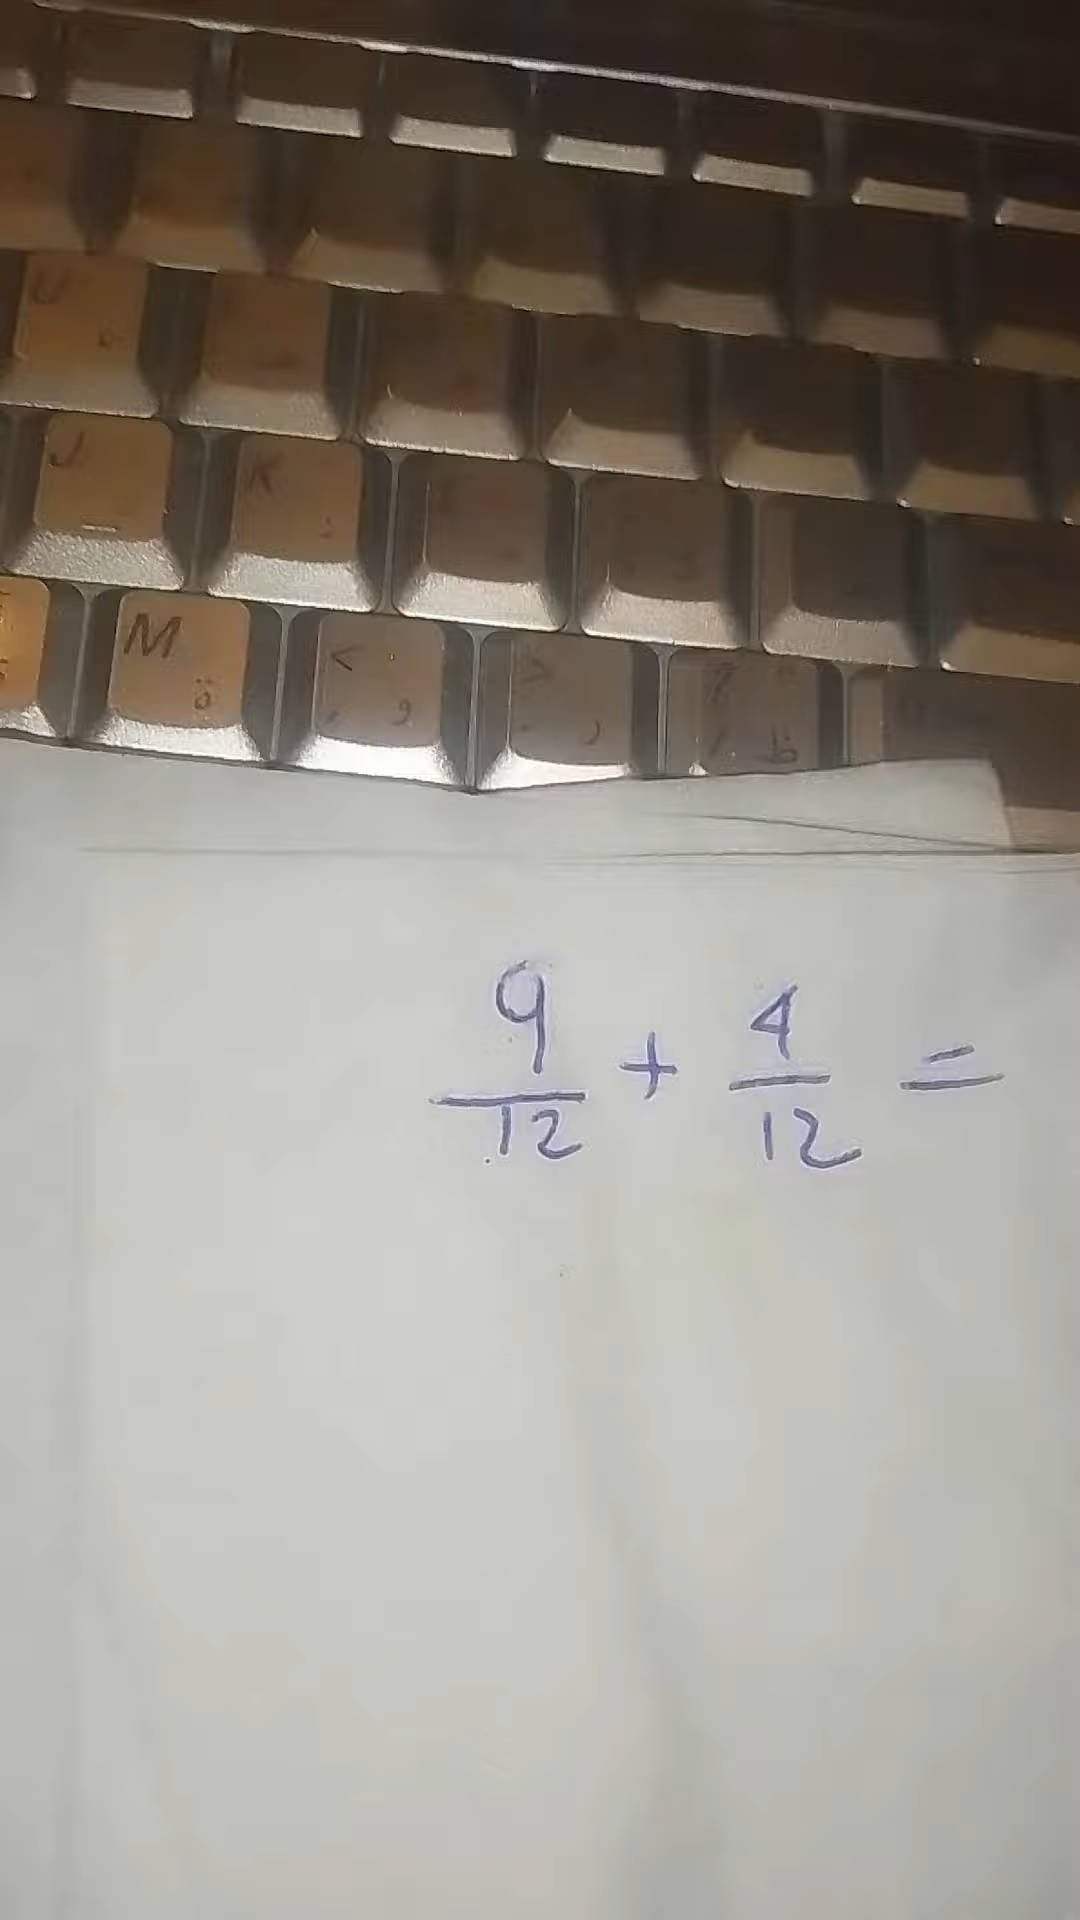 U
J K
M < , > . ? /
9/12 + 4/12 =